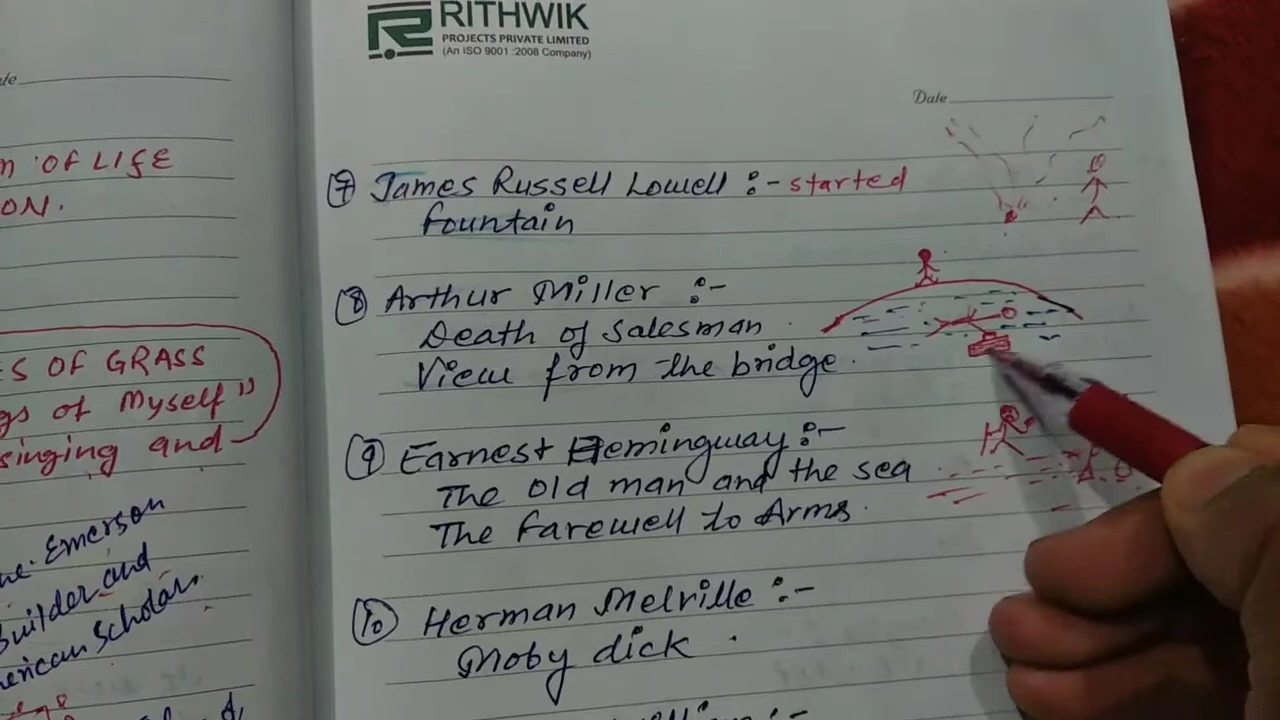 RITHWIK
PROJECTS PRIVATE LIMITED
(An ISO 9001 :2008 Company)
Date
OF LIfE
ON.
ES OF GRASS
gs of Myself"
singing and
Emerson
Builder and
merican Scholar.
Date
⑦ James Russell Lowell :- started
fountain
⑧ Arthur Miller :-
Death of Salesman
View from the bridge.
⑨ Earnest Hemingway :-
The Old man and the sea
The farewell to Arms.
⑩ Herman Melville :-
Moby dick.